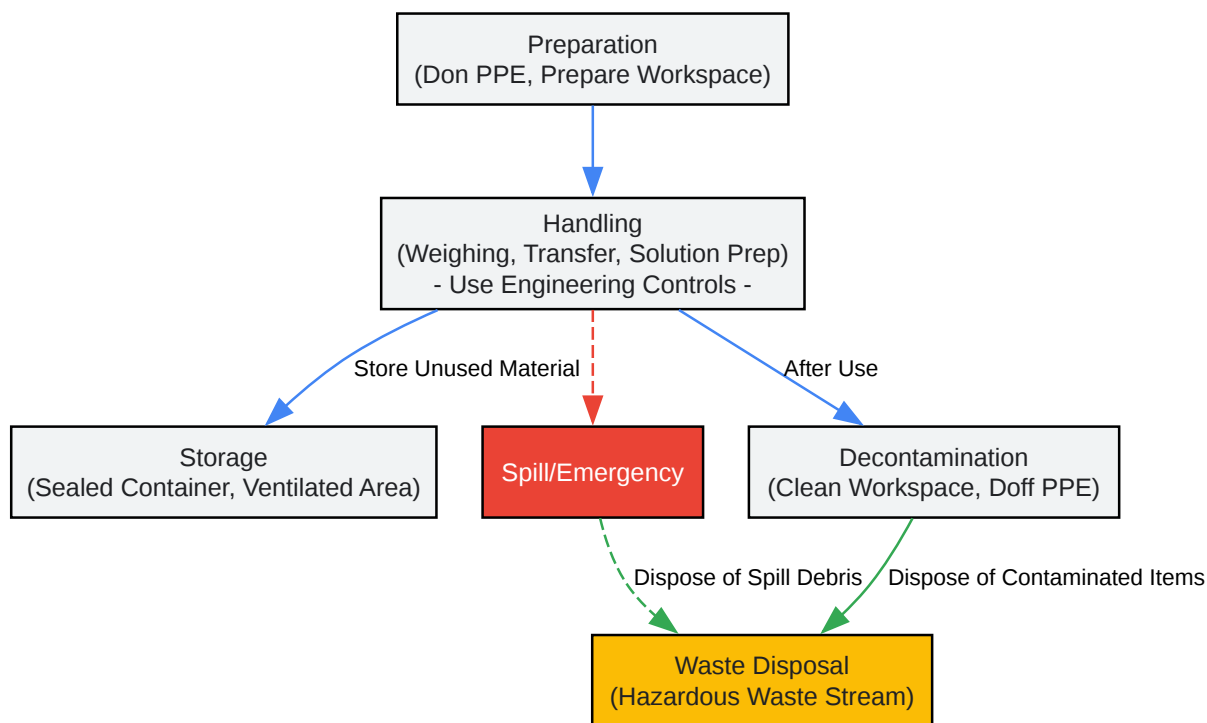 Preparation
(Don PPE, Prepare Workspace)
Handling
(Weighing, Transfer, Solution Prep)
- Use Engineering Controls -
Store Unused Material
After Use
Storage
(Sealed Container, Ventilated Area)
Spill/Emergency
Decontamination
(Clean Workspace, Doff PPE)
Dispose of Spill Debris
Dispose of Contaminated Items
Waste Disposal
(Hazardous Waste Stream)